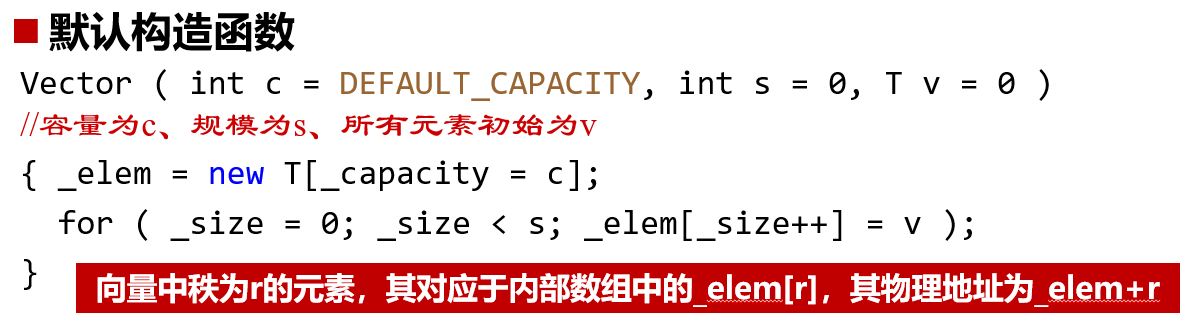 默认构造函数
Vector ( int c = DEFAULT_CAPACITY, int s = 0, T v = 0 )
//容量为c、规模为s、所有元素初始为v
{ _elem = new T[_capacity = c];
for ( _size = 0; _size < s; _elem[_size++] = v );
}
向量中秩为r的元素，其对应于内部数组中的_elem[r]，其物理地址为_elem+r